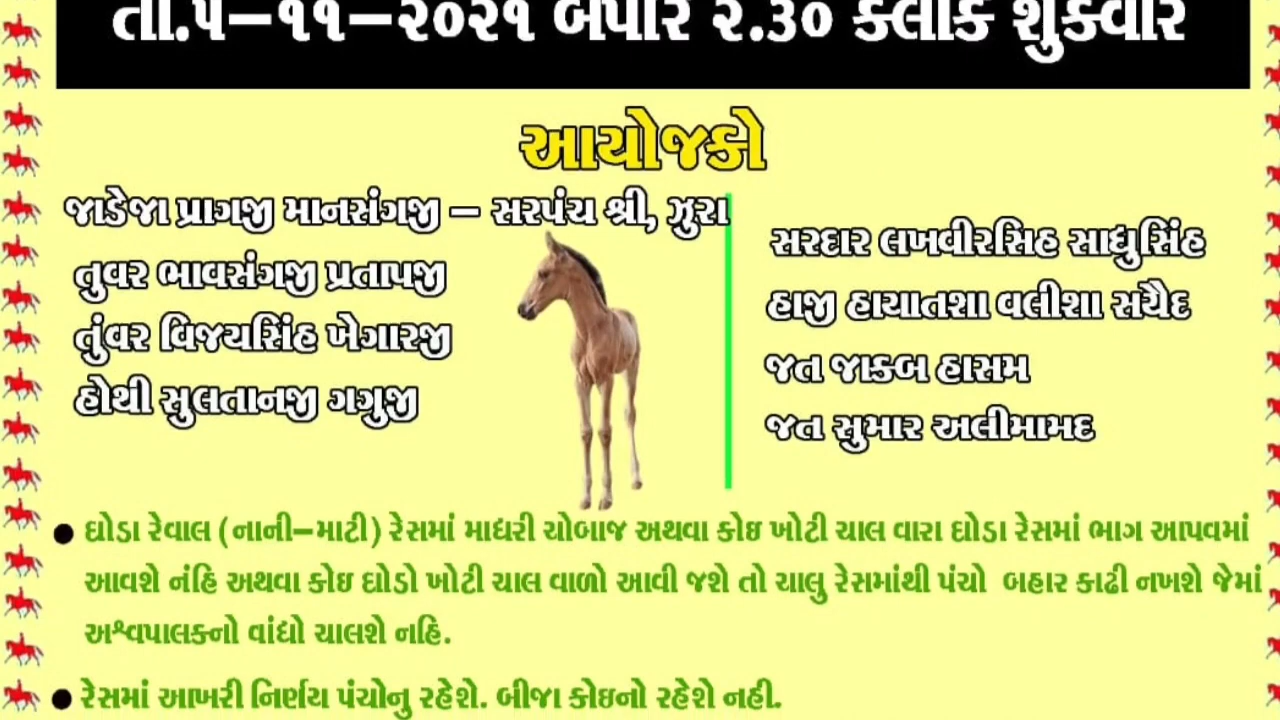 તા.૫–૧૧–૨૦૨૧ બપોરે ૨.૩૦ કલાકે શુક્રવાર
આયોજકો
જાડેજા પ્રાગજી માનસંગજી – સરપંચ શ્રી, ઝુરા
તુવર ભાવસંગજી પ્રતાપજી
તુંવર વિજયસિંહ ખેગારજી
હોથી સુલતાનજી ગગુજી
સરદાર લખવીરસિહ સાધુસિંહ
હાજી હાયાતશા વલીશા સયૈદ
જત જાકબ હાસમ
જત સુમાર અલીમામદ
● ઘોડા રેવાલ (નાની–માટી) રેસમાં માધરી ચોબાજ અથવા કોઇ ખોટી ચાલ વારા ઘોડા રેસમાં ભાગ આપવમાં
આવશે નંહિ અથવા કોઇ ઘોડો ખોટી ચાલ વાળો આવી જશે તો ચાલુ રેસમાંથી પંચો બહાર કાઢી નખશે જેમાં
અશ્વપાલકનો વાંધો ચાલશે નહિ.
● રેસમાં આખરી નિર્ણય પંચોનુ રહેશે. બીજા કોઇનો રહેશે નહી.